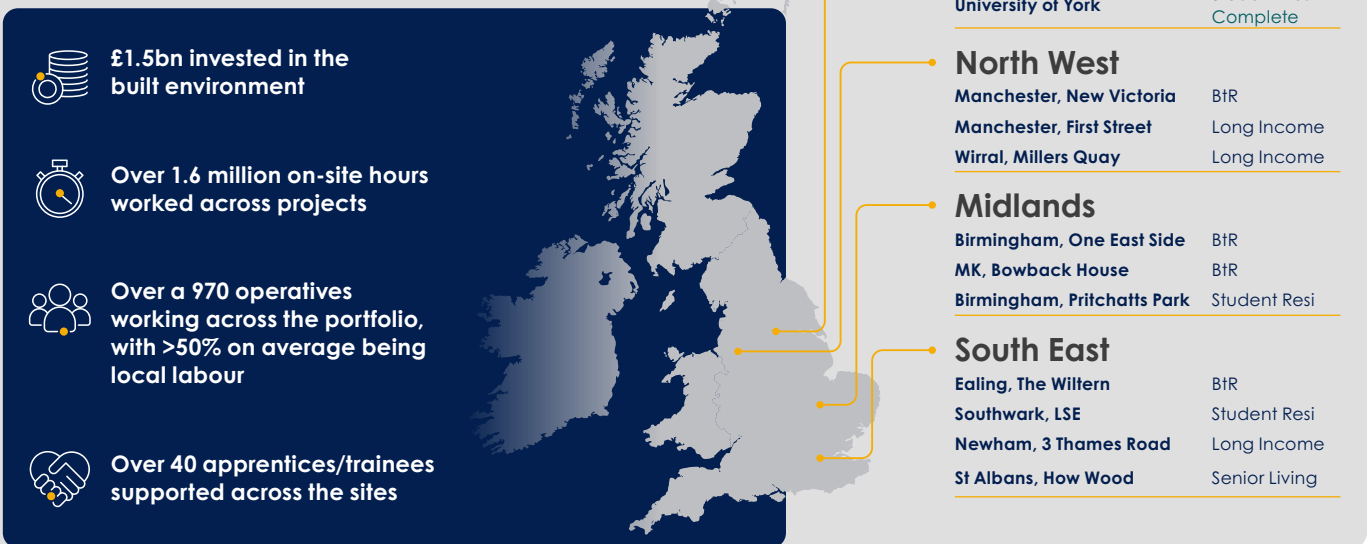 £1.5bn invested in the
built environment
Over 1.6 million on-site hours
worked across projects
Over a 970 operatives
working across the portfolio,
with >50% on average being
local labour
Over 40 apprentices/trainees
supported across the sites
University of York
Complete
North West
Manchester, New Victoria BtR
Manchester, First Street Long Income
Wirral, Millers Quay Long Income
Midlands
Birmingham, One East Side BtR
MK, Bowback House BtR
Birmingham, Pritchatts Park Student Resi
South East
Ealing, The Wiltern BtR
Southwark, LSE Student Resi
Newham, 3 Thames Road Long Income
St Albans, How Wood Senior Living